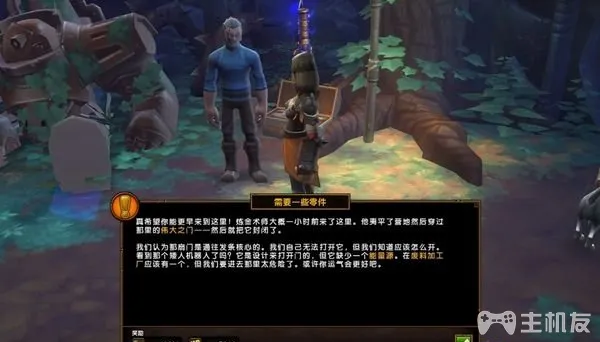 需要一些零件
真希望你能更早来到这里！炼金术师大概一小时前来了这里。他夷平了营地然后穿过
那里的伟大之门——然后就把它封闭了。
我们认为那扇门是通往发条核心的。我们自己无法打开它，但我们知道应该怎么开。
看到那个矮人机器人了吗？它是设计来打开门的，但它缺少一个能量源。在废料加工
厂应该有一个，但我们要进去那里太危险了。或许你运气会更好吧。
奖励
主机友